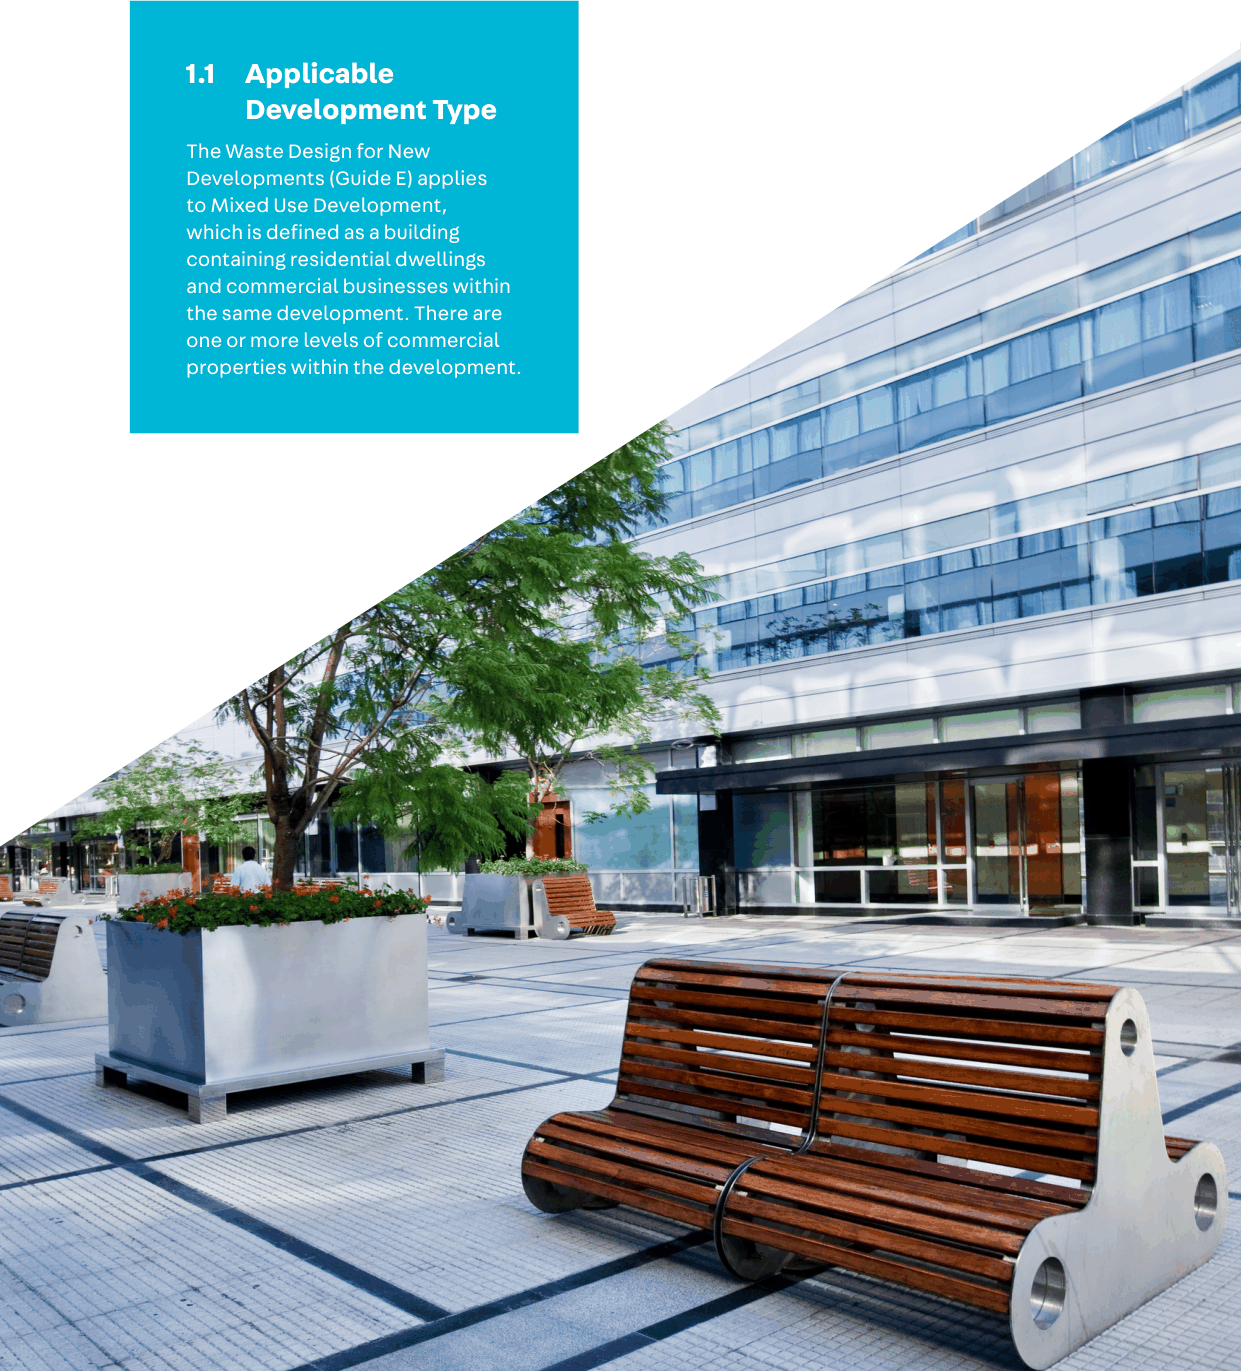 1.1 Applicable
Development Type
The Waste Design for New
Developments (Guide E) applies
to Mixed Use Development,
which is defined as a building
containing residential dwellings
and commercial businesses within
the same development. There are
one or more levels of commercial
properties within the development.